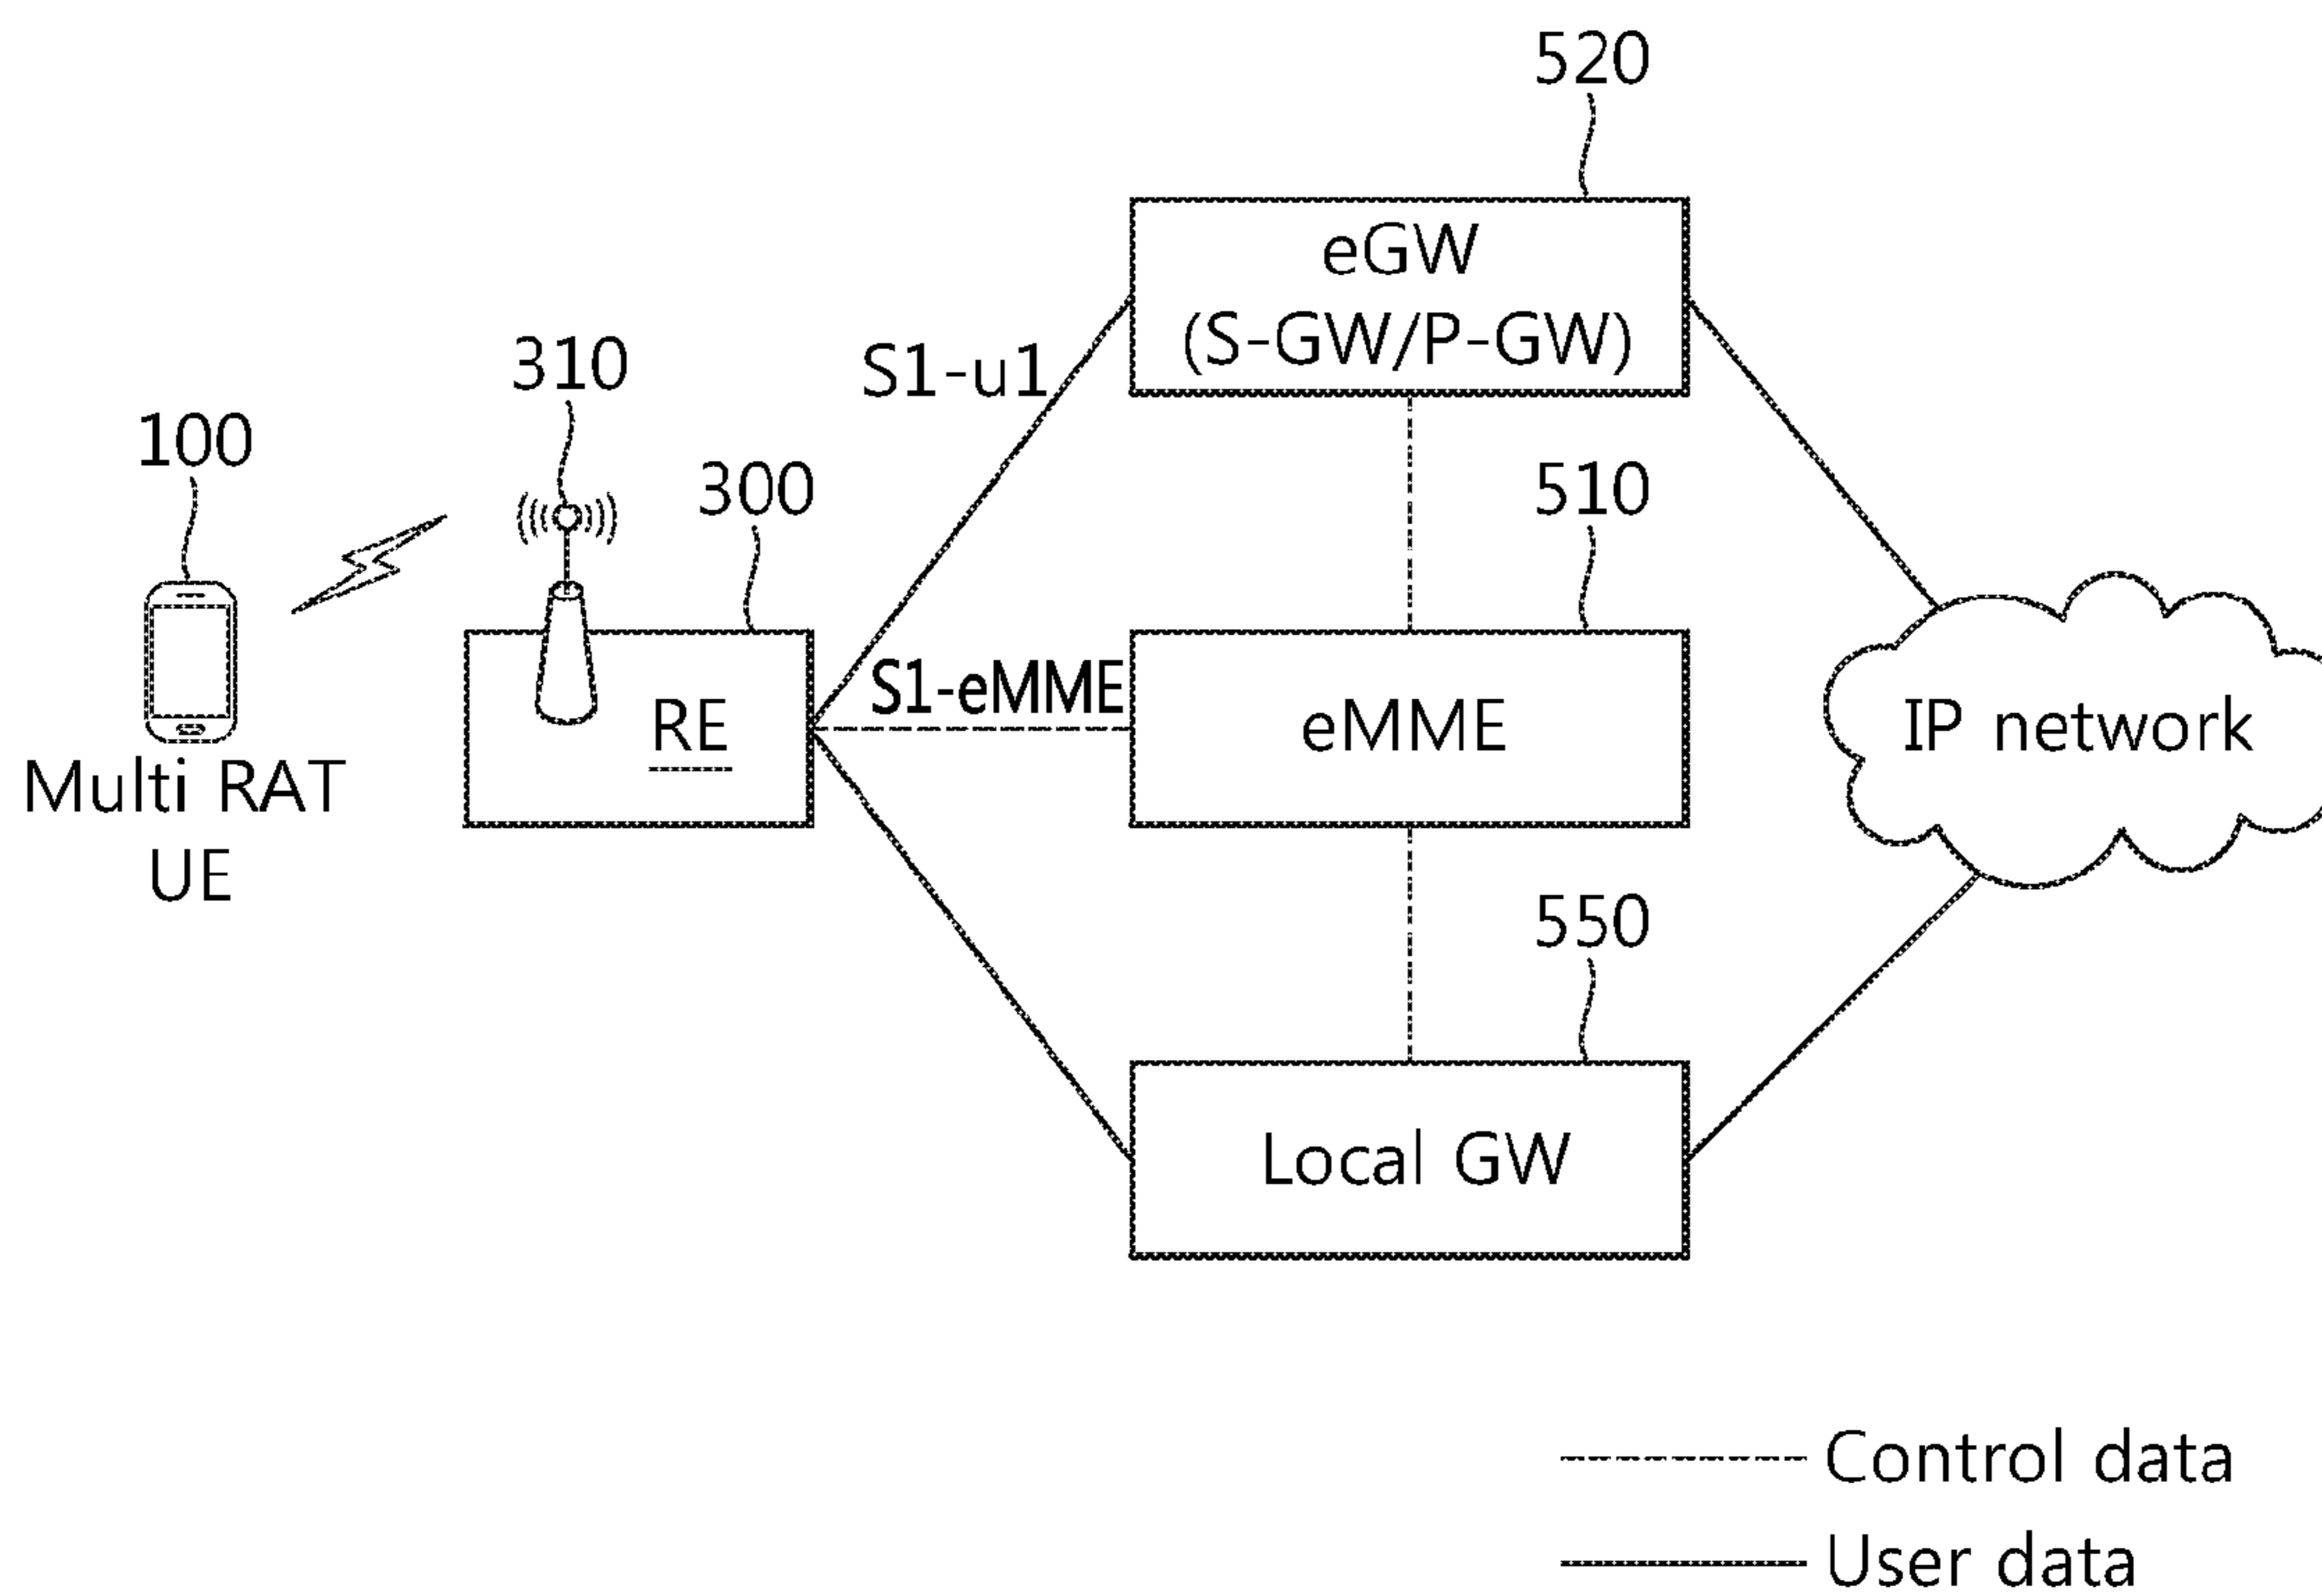 520
eGW
(S-GW/P-GW)
310
S1-u1
100
300
510
S1-eMME
RE
eMME
IP network
Multi RAT
UE
550
Local GW
Control data
User data